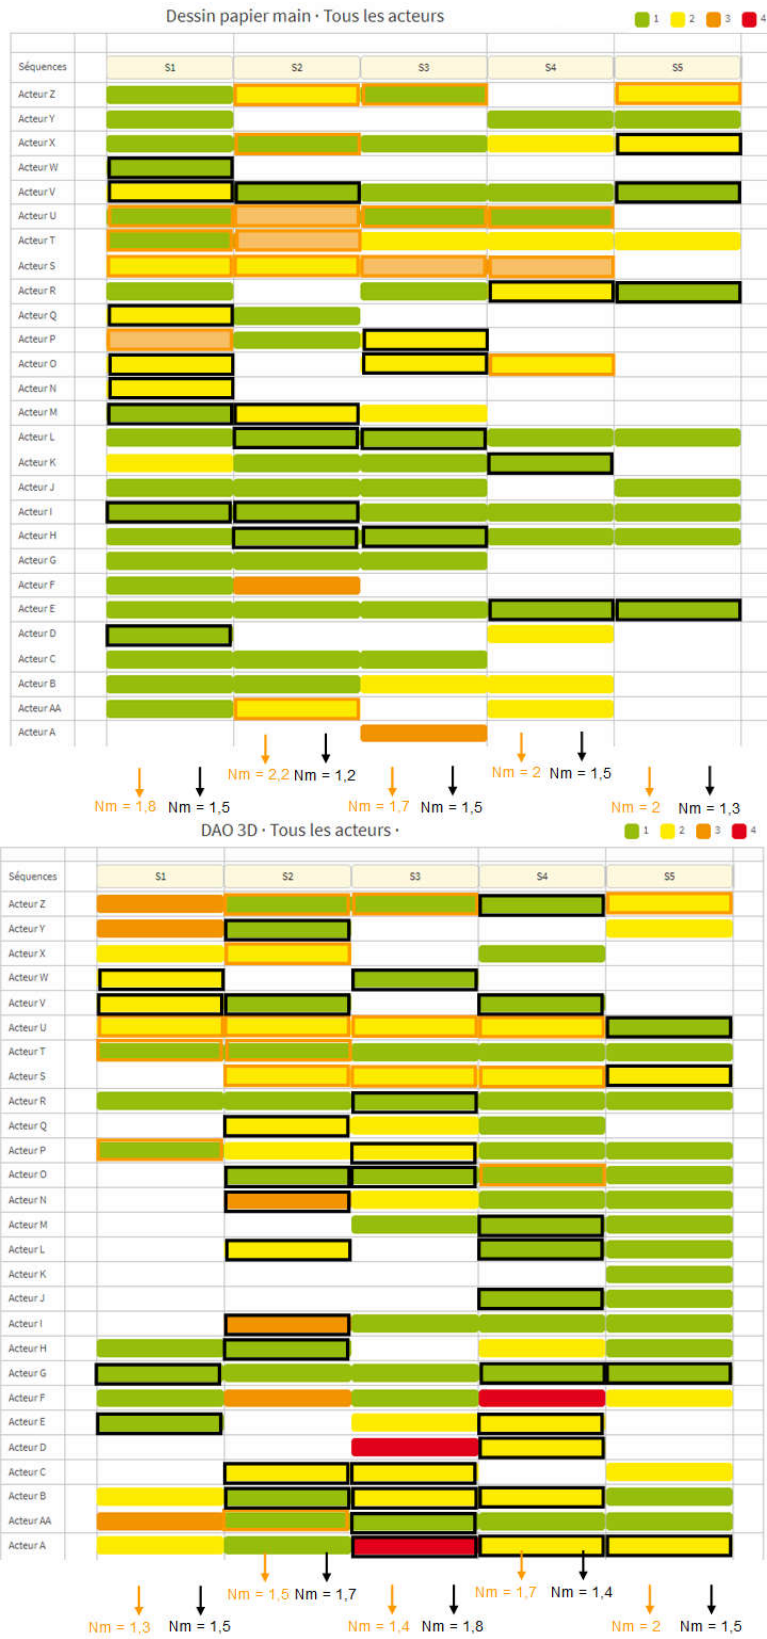 Dessin papier main · Tous les acteurs
1 2 3 4
Séquences S1 S2 S3 S4 S5
Acteur Z
Acteur Y
Acteur X
Acteur W
Acteur V
Acteur U
Acteur T
Acteur S
Acteur R
Acteur Q
Acteur P
Acteur O
Acteur N
Acteur M
Acteur L
Acteur K
Acteur J
Acteur I
Acteur H
Acteur G
Acteur F
Acteur E
Acteur D
Acteur C
Acteur B
Acteur AA
Acteur A
Nm = 2,2 Nm = 1,2 Nm = 2 Nm = 1,5
Nm = 1,8 Nm = 1,5 Nm = 1,7 Nm = 1,5 Nm = 2 Nm = 1,3
DAO 3D · Tous les acteurs ·
1 2 3 4
Séquences S1 S2 S3 S4 S5
Acteur Z
Acteur Y
Acteur X
Acteur W
Acteur V
Acteur U
Acteur T
Acteur S
Acteur R
Acteur Q
Acteur P
Acteur O
Acteur N
Acteur M
Acteur L
Acteur K
Acteur J
Acteur I
Acteur H
Acteur G
Acteur F
Acteur E
Acteur D
Acteur C
Acteur B
Acteur AA
Acteur A
Nm = 1,5 Nm = 1,7 Nm = 1,7 Nm = 1,4
Nm = 1,3 Nm = 1,5 Nm = 1,4 Nm = 1,8 Nm = 2 Nm = 1,5